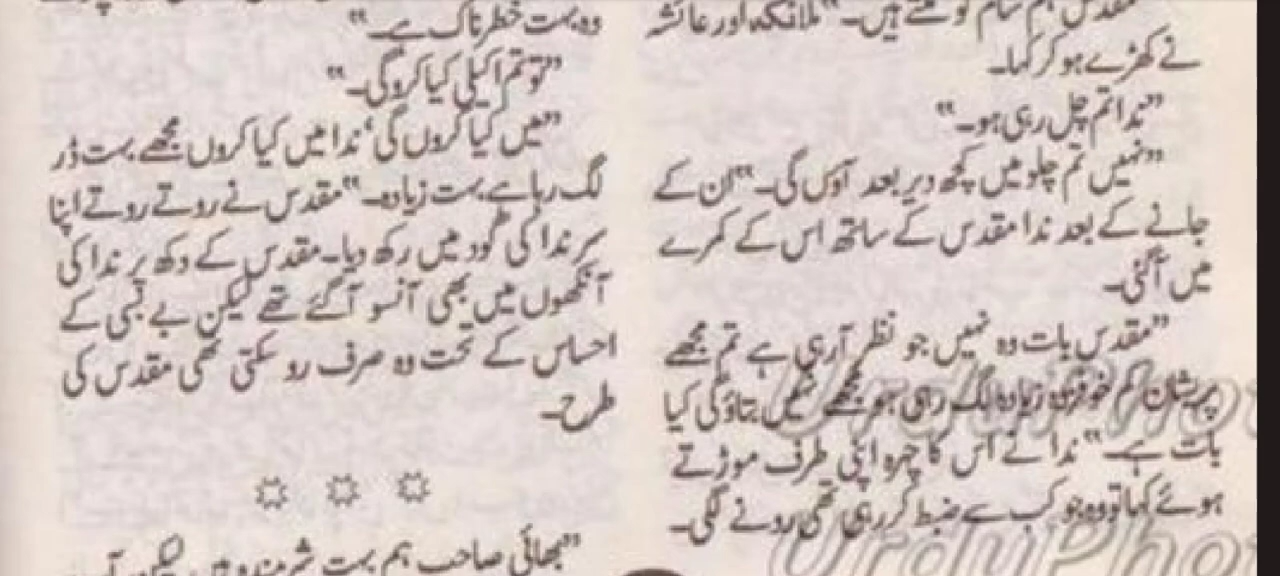 مقدس ہم شام کو ملتے ہیں۔" ملائکہ اور عائشہ
نے کھڑے ہو کر کہا۔
"ندا تم چل رہی ہو۔"
"نہیں تم چلو میں کچھ دیر بعد آؤں گی۔" ان کے
جانے کے بعد ندا مقدس کے ساتھ اس کے کمرے
میں آگئی۔
"مقدس بات وہ نہیں جو نظر آرہی ہے تم مجھے
پریشان کم خوفزدہ زیادہ لگ رہی ہو مجھے نہیں بتاؤ گی کیا
بات ہے۔" ندا نے اس کا چہرہ اپنی طرف موڑتے
ہوئے کہا تو وہ جو کب سے ضبط کر رہی تھی رونے لگی۔
وہ بہت خطرناک ہے۔"
"تو تم اکیلی کیا کرو گی۔"
"میں کیا کروں گی، ندا میں کیا کروں مجھے بہت ڈر
لگ رہا ہے بہت زیادہ۔" مقدس نے روتے روتے اپنا
سر ندا کی گود میں رکھ دیا۔ مقدس کے دکھ پر ندا کی
آنکھوں میں بھی آنسو آگئے تھے لیکن بے بسی کے
احساس کے تحت وہ صرف رو سکتی تھی مقدس کی
طرح۔
"بھائی صاحب ہم بہت شرمندہ ہیں لیکن
UrduPho
UrduPho